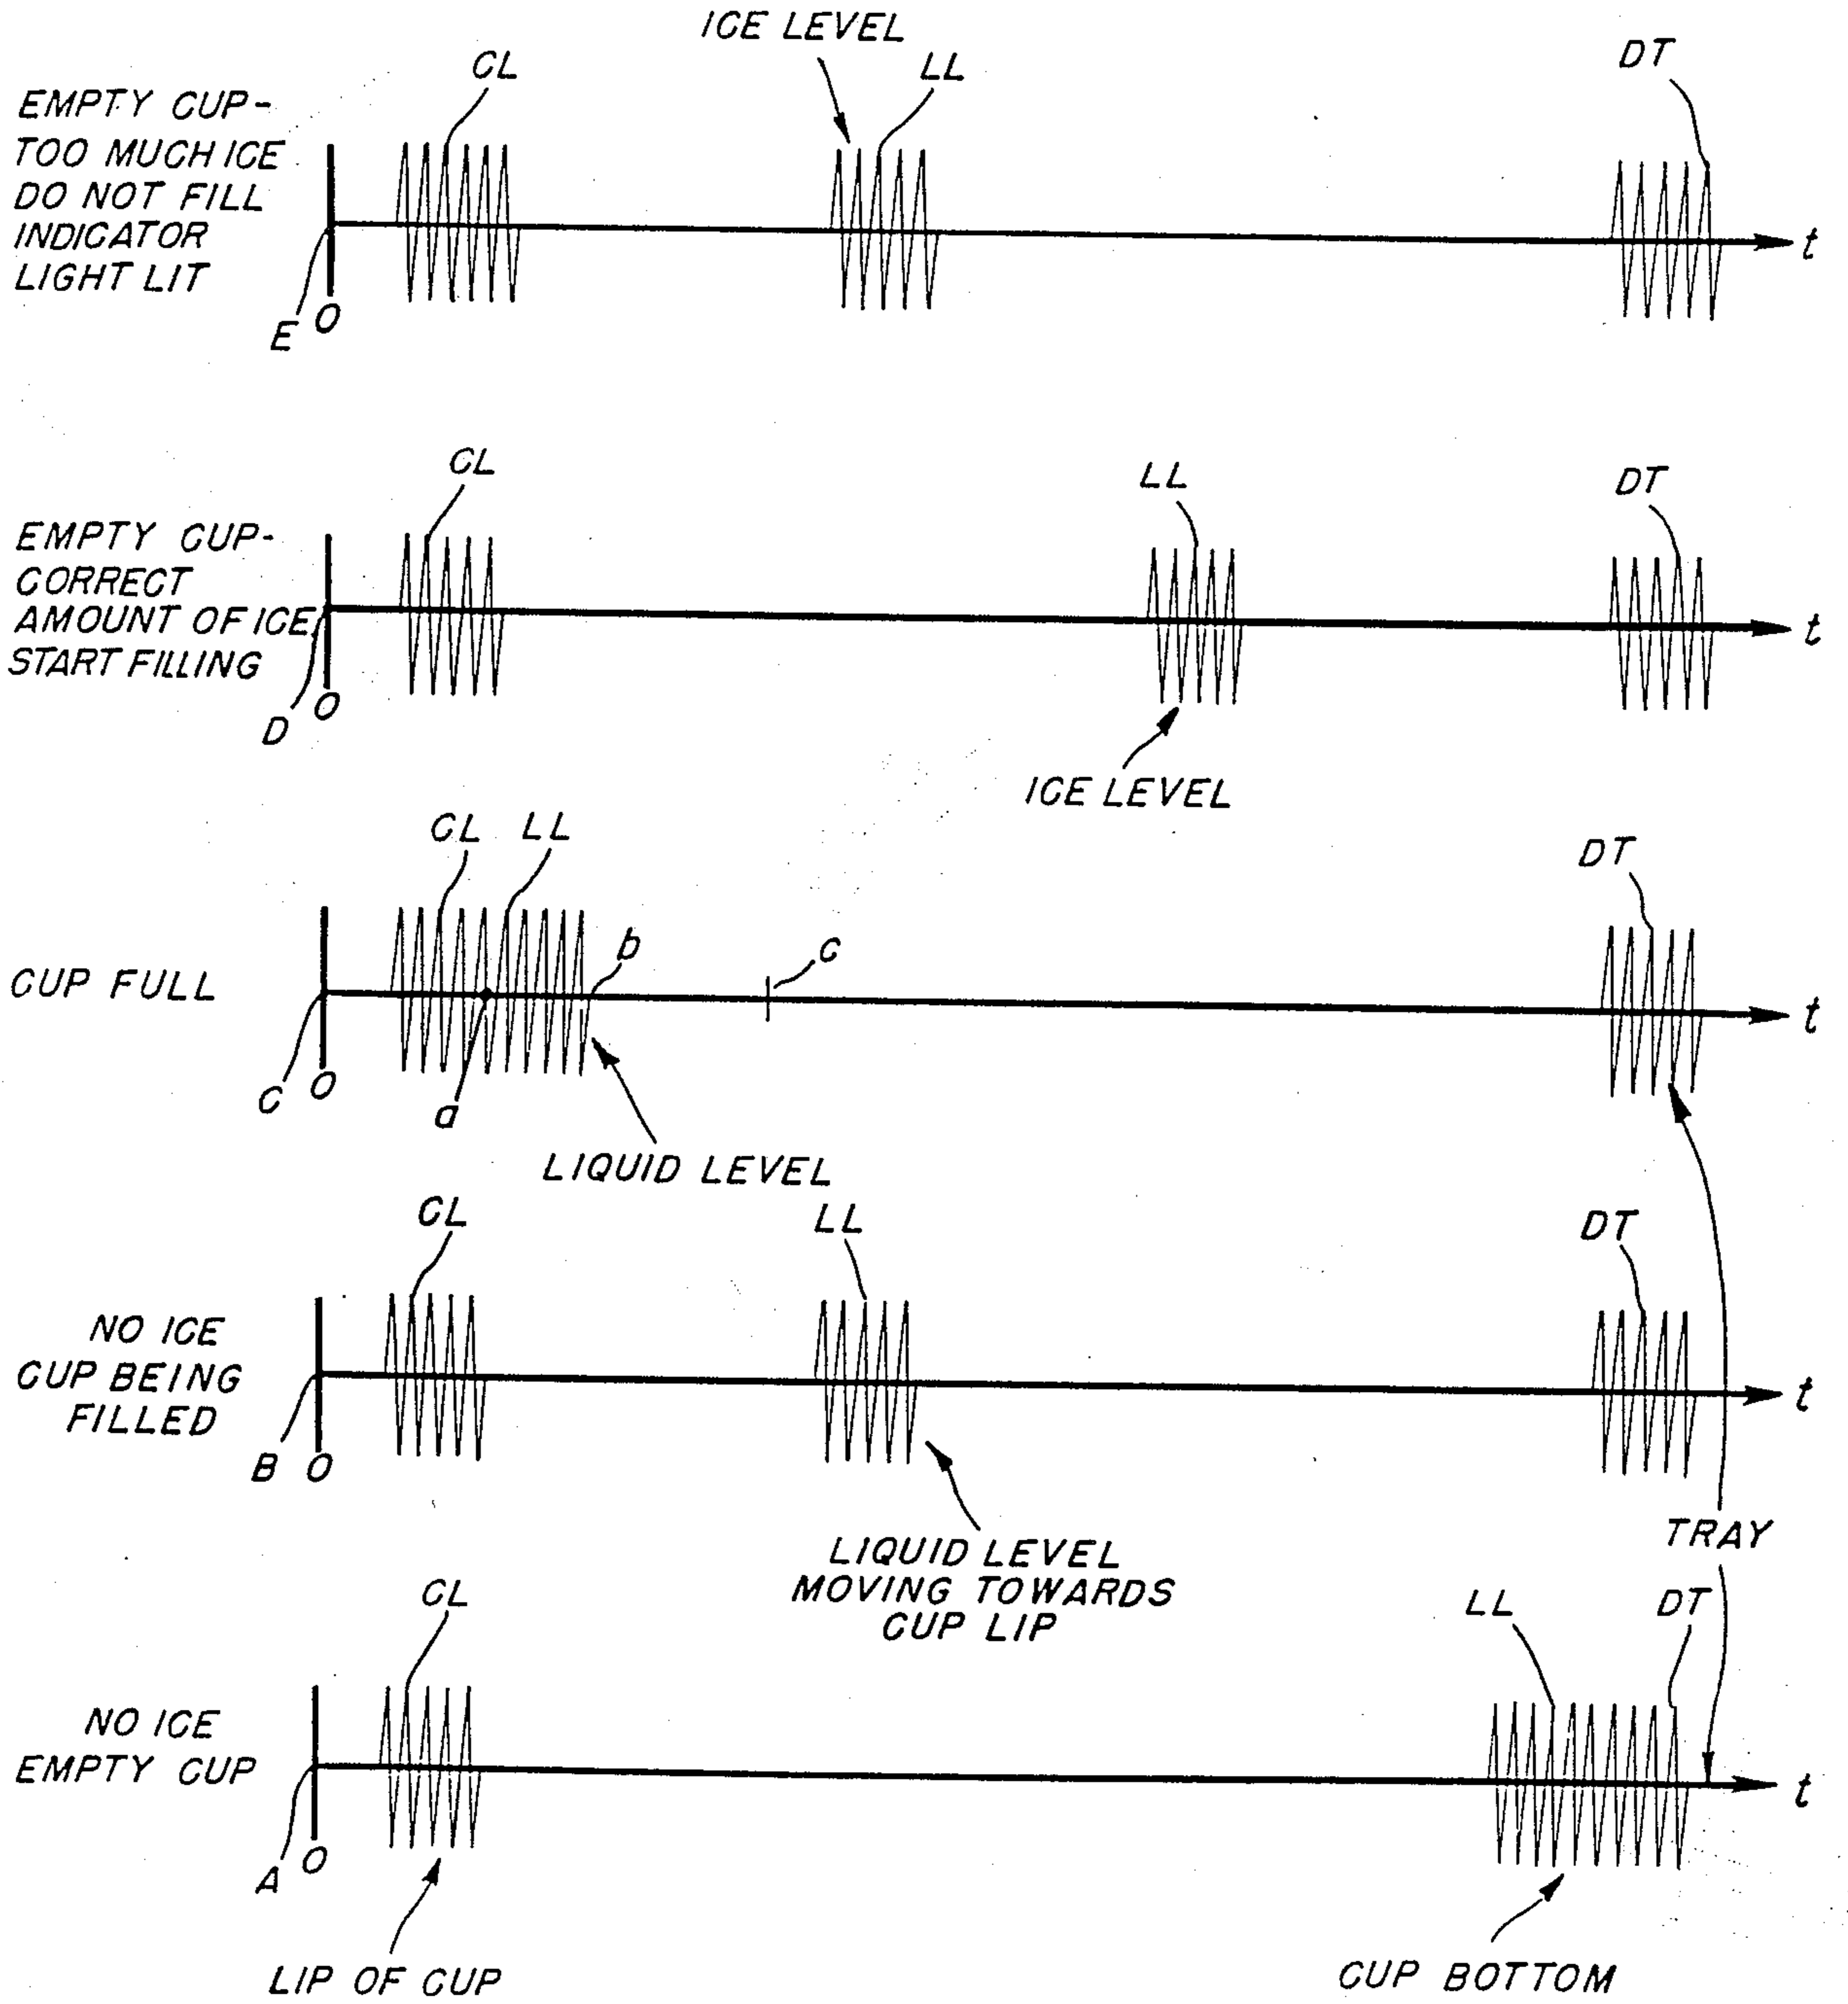 ICE LEVEL
CL
LL
DT
EMPTY CUP-
TOO MUCH ICE
DO NOT FILL
INDICATOR
LIGHT LIT
t
E
O
CL
LL
DT
EMPTY CUP-
CORRECT
AMOUNT OF ICE,
START FILLING
t
D
O
ICE LEVEL
CL
LL
DT
b
c
CUP FULL
t
C
O
a
LIQUID LEVEL
CL
LL
DT
NO ICE
CUP BEING
FILLED
t
B
O
TRAY
LIQUID LEVEL
MOVING TOWARDS
CUP LIP
CL
LL
DT
NO ICE
EMPTY CUP
t
A
O
LIP OF CUP
CUP BOTTOM